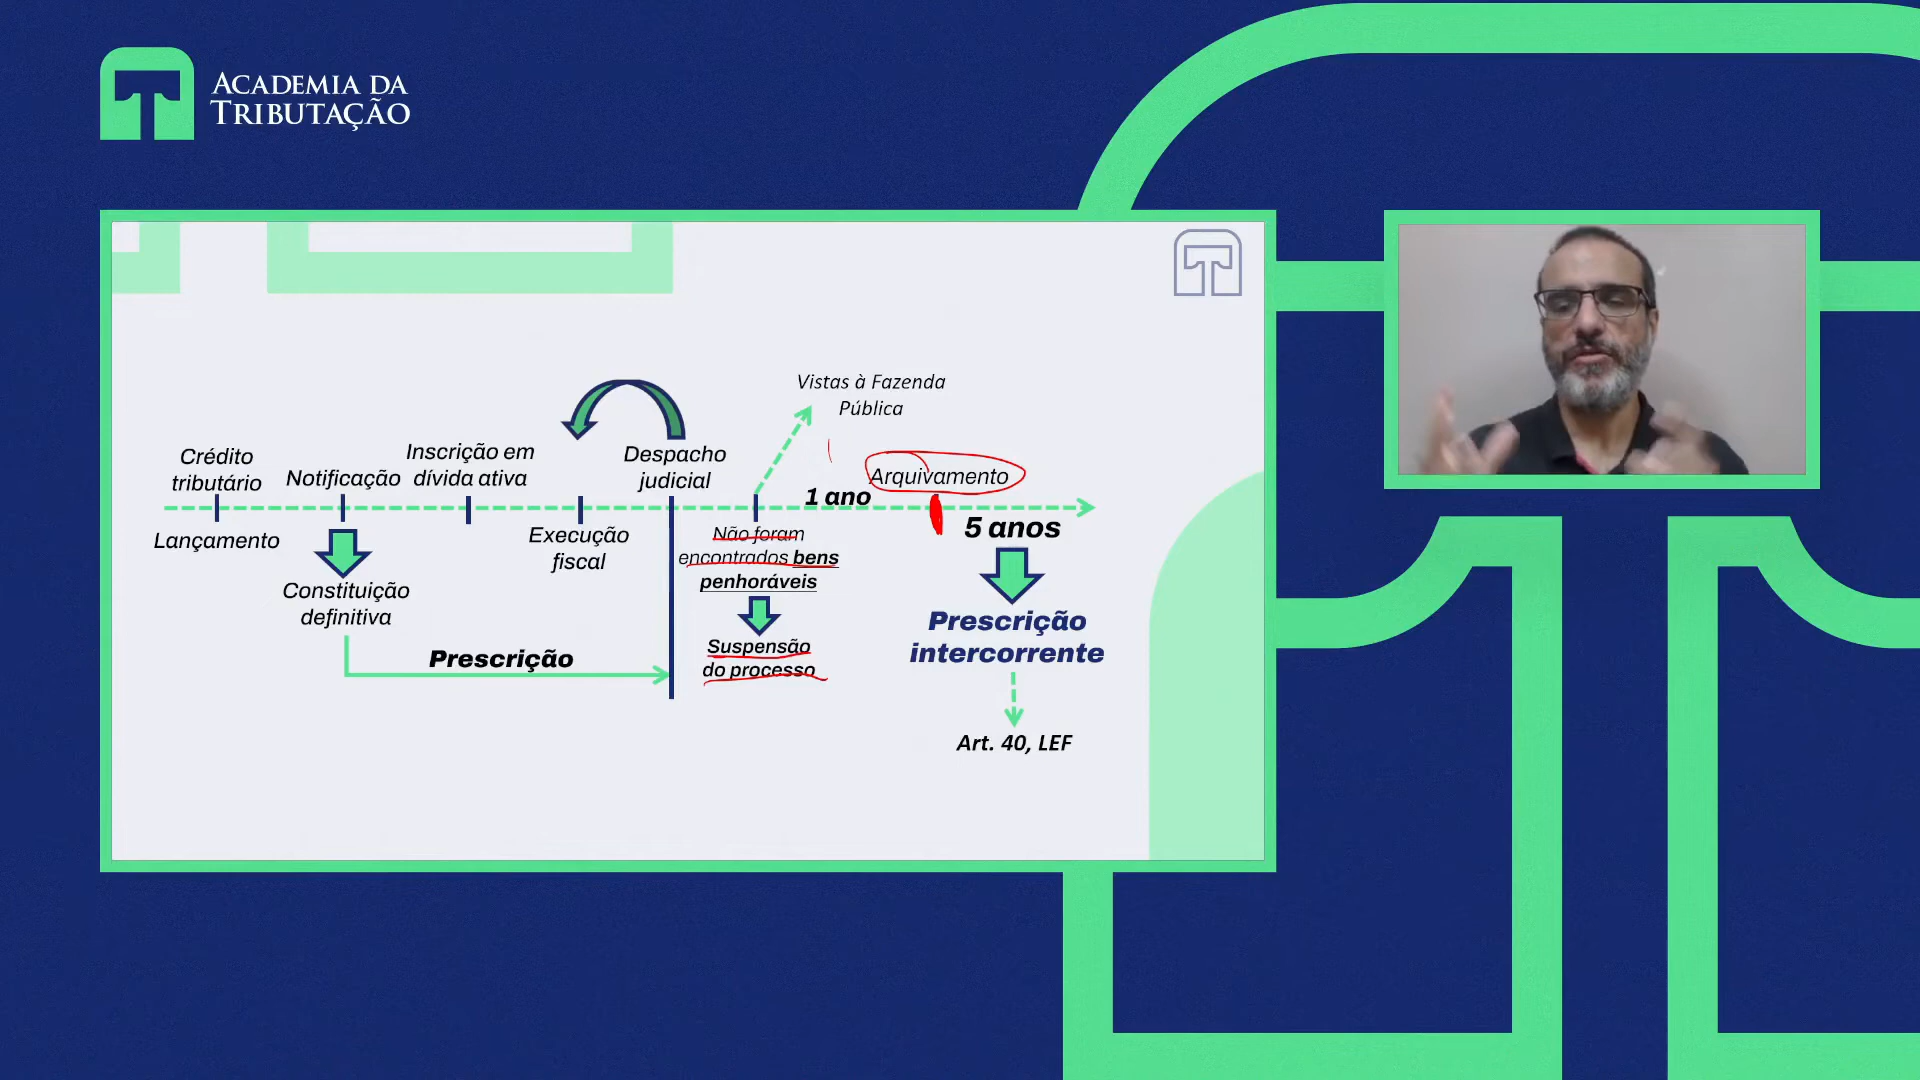 ACADEMIA DA
TRIBUTAÇÃO
Vistas à Fazenda
Pública
Crédito
tributário
Notificação
Inscrição em
dívida ativa
Despacho
judicial
Arquivamento
1 ano
Lançamento
Execução
fiscal
Não foram
encontrados bens
penhoráveis
5 anos
Constituição
definitiva
Prescrição
Suspensão
do processo
Prescrição
intercorrente
Art. 40, LEF